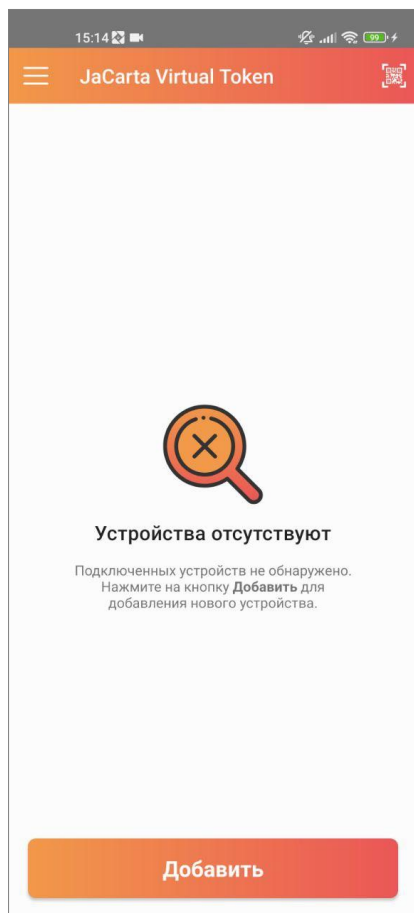 15:14
99
JaCarta Virtual Token
Устройства отсутствуют
Подключенных устройств не обнаружено.
Нажмите на кнопку Добавить для
добавления нового устройства.
Добавить